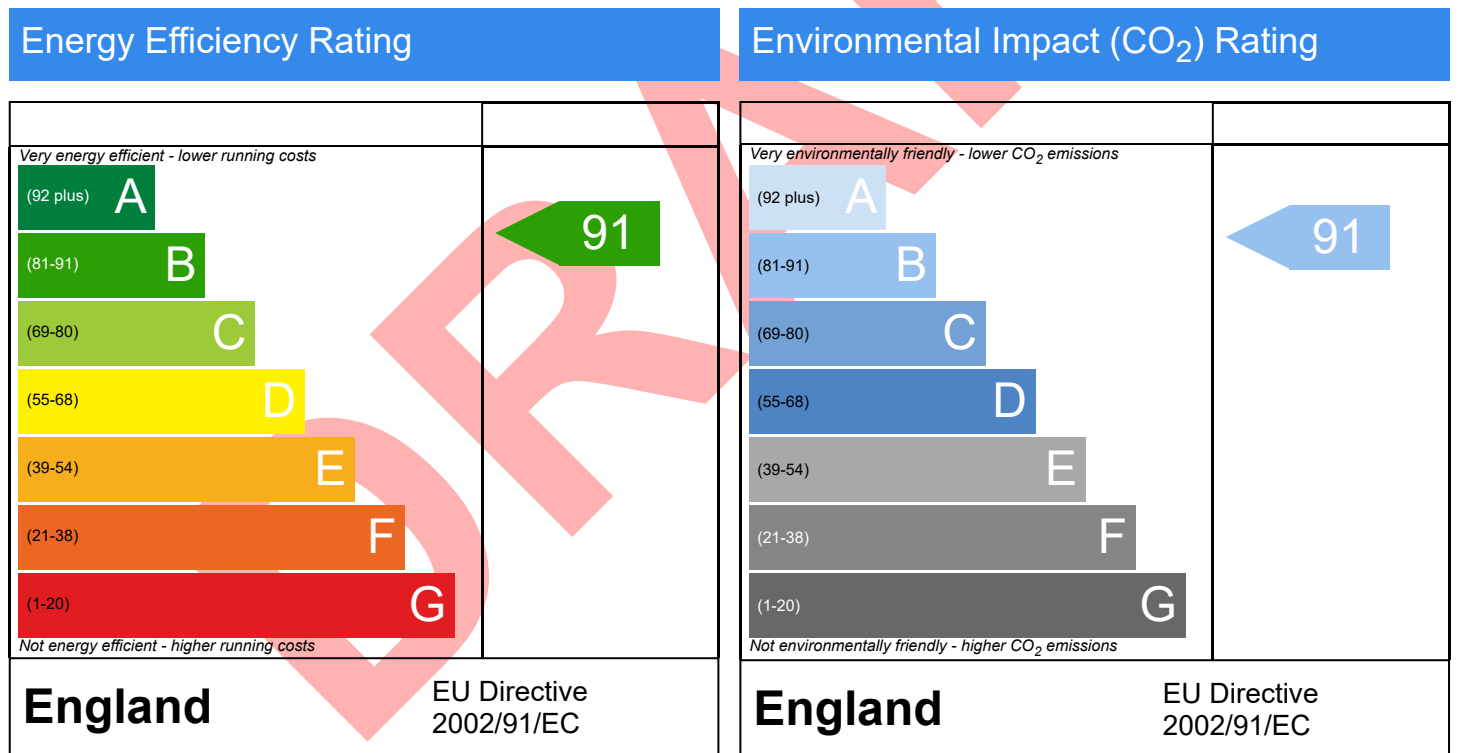 Energy Efficiency Rating
Very energy efficient - lower running costs
(92 plus) A
(81-91) B
(69-80) C
(55-68) D
(39-54) E
(21-38) F
(1-20) G
Not energy efficient - higher running costs
91
England
EU Directive
2002/91/EC
Environmental Impact (CO₂) Rating
Very environmentally friendly - lower CO₂ emissions
(92 plus) A
(81-91) B
(69-80) C
(55-68) D
(39-54) E
(21-38) F
(1-20) G
Not environmentally friendly - higher CO₂ emissions
91
England
EU Directive
2002/91/EC
DRA